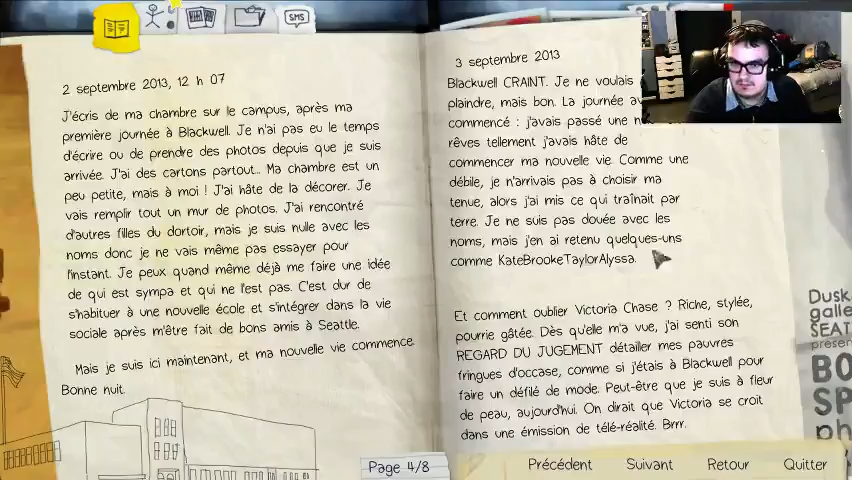 SMS
2 septembre 2013, 12 h 07
J'écris de ma chambre sur le campus, après ma
première journée à Blackwell. Je n'ai pas eu le temps
d'écrire ou de prendre des photos depuis que je suis
arrivée. J'ai des cartons partout... Ma chambre est un
peu petite, mais à moi ! J'ai hâte de la décorer. Je
vais remplir tout un mur de photos. J'ai rencontré
d'autres filles du dortoir, mais je suis nulle avec les
noms donc je ne vais même pas essayer pour
l'instant. Je peux quand même déjà me faire une idée
de qui est sympa et qui ne l'est pas. C'est dur de
s'habituer à une nouvelle école et s'intégrer dans la vie
sociale après m'être fait de bons amis à Seattle.
Mais je suis ici maintenant, et ma nouvelle vie commence.
Bonne nuit.
3 septembre 2013
Blackwell CRAINT. Je ne voulais
plaindre, mais bon. La journée
commencé : j'avais passé une
rêves tellement j'avais hâte de
commencer ma nouvelle vie. Comme une
débile, je n'arrivais pas à choisir ma
tenue, alors j'ai mis ce qui traînait par
terre. Je ne suis pas douée avec les
noms, mais j'en ai retenu quelques-uns
comme KateBrookeTaylorAlyssa.
Et comment oublier Victoria Chase ? Riche, stylée,
pourrie gâtée. Dès qu'elle m'a vue, j'ai senti son
REGARD DU JUGEMENT détailler mes pauvres
fringues d'occase, comme si j'étais à Blackwell pour
faire un défilé de mode. Peut-être que je suis à fleur
de peau, aujourd'hui. On dirait que Victoria se croit
dans une émission de télé-réalité. Brrr.
Page 4/8
Précédent
Suivant
Retour
Quitter